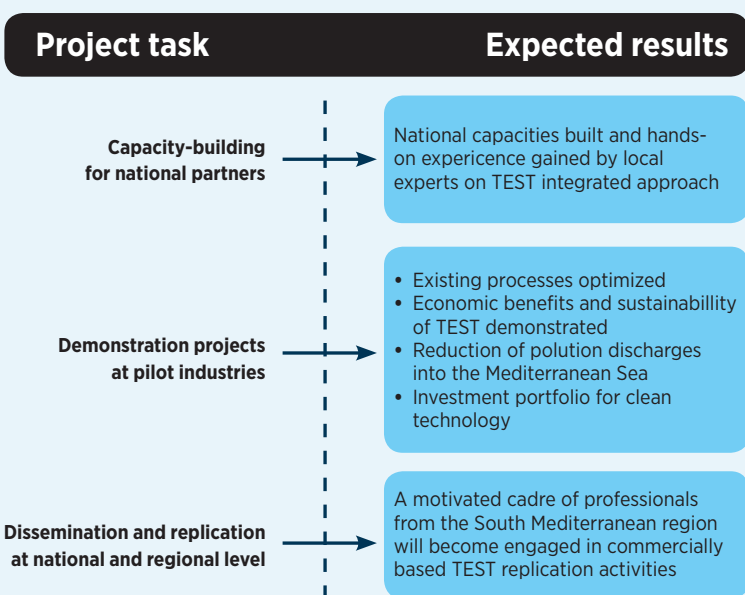 Project task
Expected results
Capacity-building
for national partners
National capacities built and hands-
on expericence gained by local
experts on TEST integrated approach
Demonstration projects
at pilot industries
• Existing processes optimized
• Economic benefits and sustainabillity
of TEST demonstrated
• Reduction of polution discharges
into the Mediterranean Sea
• Investment portfolio for clean
technology
Dissemination and replication
at national and regional level
A motivated cadre of professionals
from the South Mediterranean region
will become engaged in commercially
based TEST replication activities